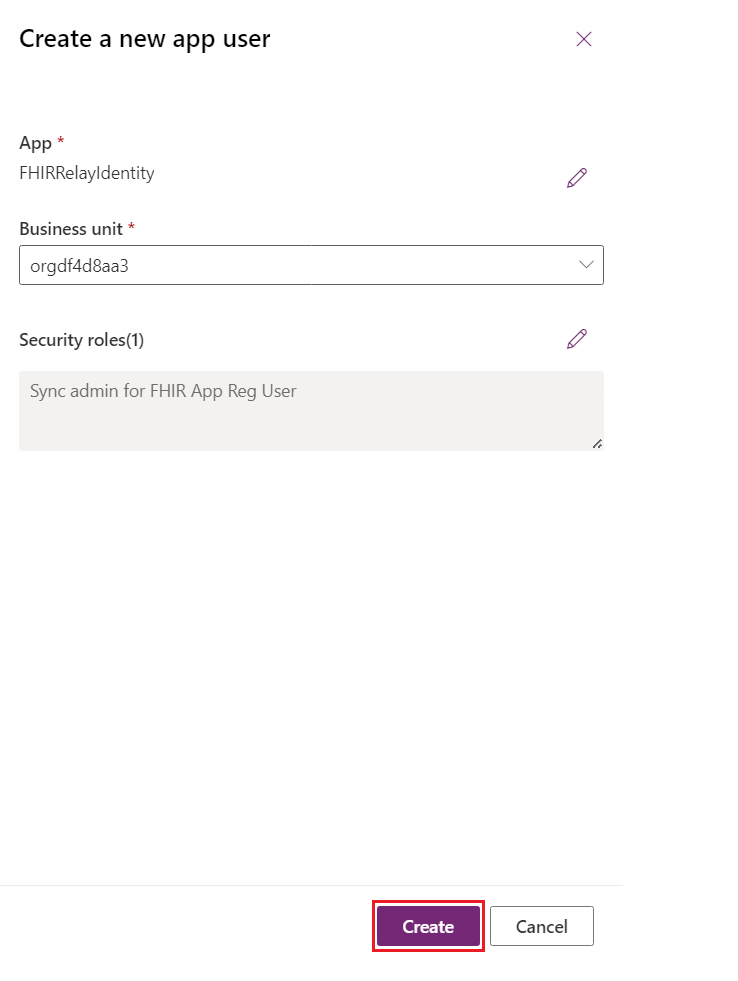 Create a new app user
App *
FHIRRelayIdentity
Business unit *
orgdf4d8aa3
Security roles(1)
Sync admin for FHIR App Reg User
Create
Cancel